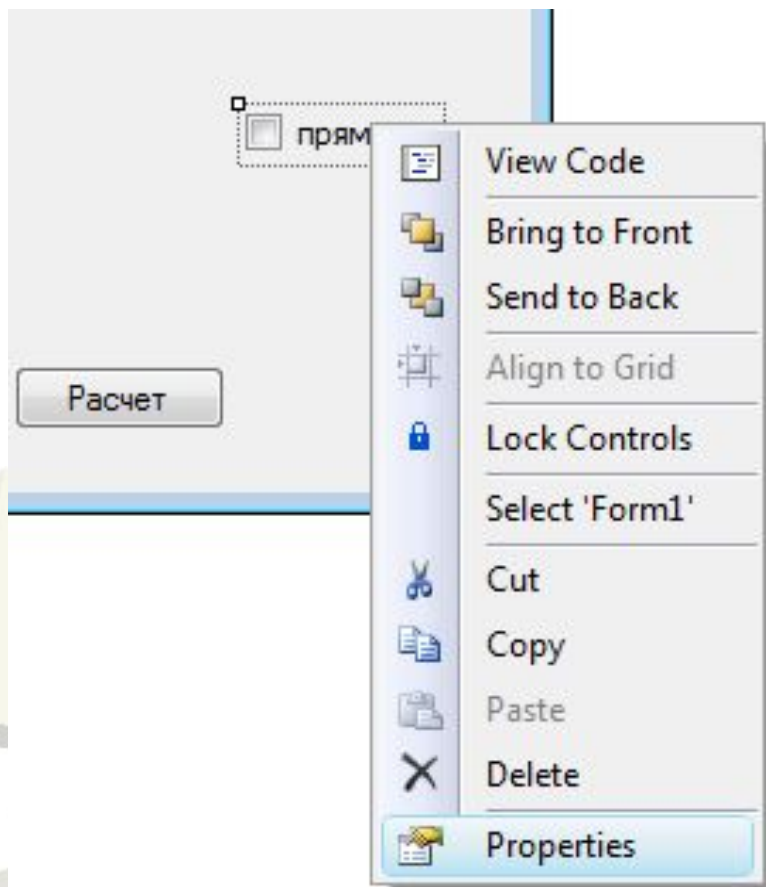 прям
View Code
Bring to Front
Send to Back
Align to Grid
Расчет
Lock Controls
Select 'Form1'
Cut
Copy
Paste
Delete
Properties